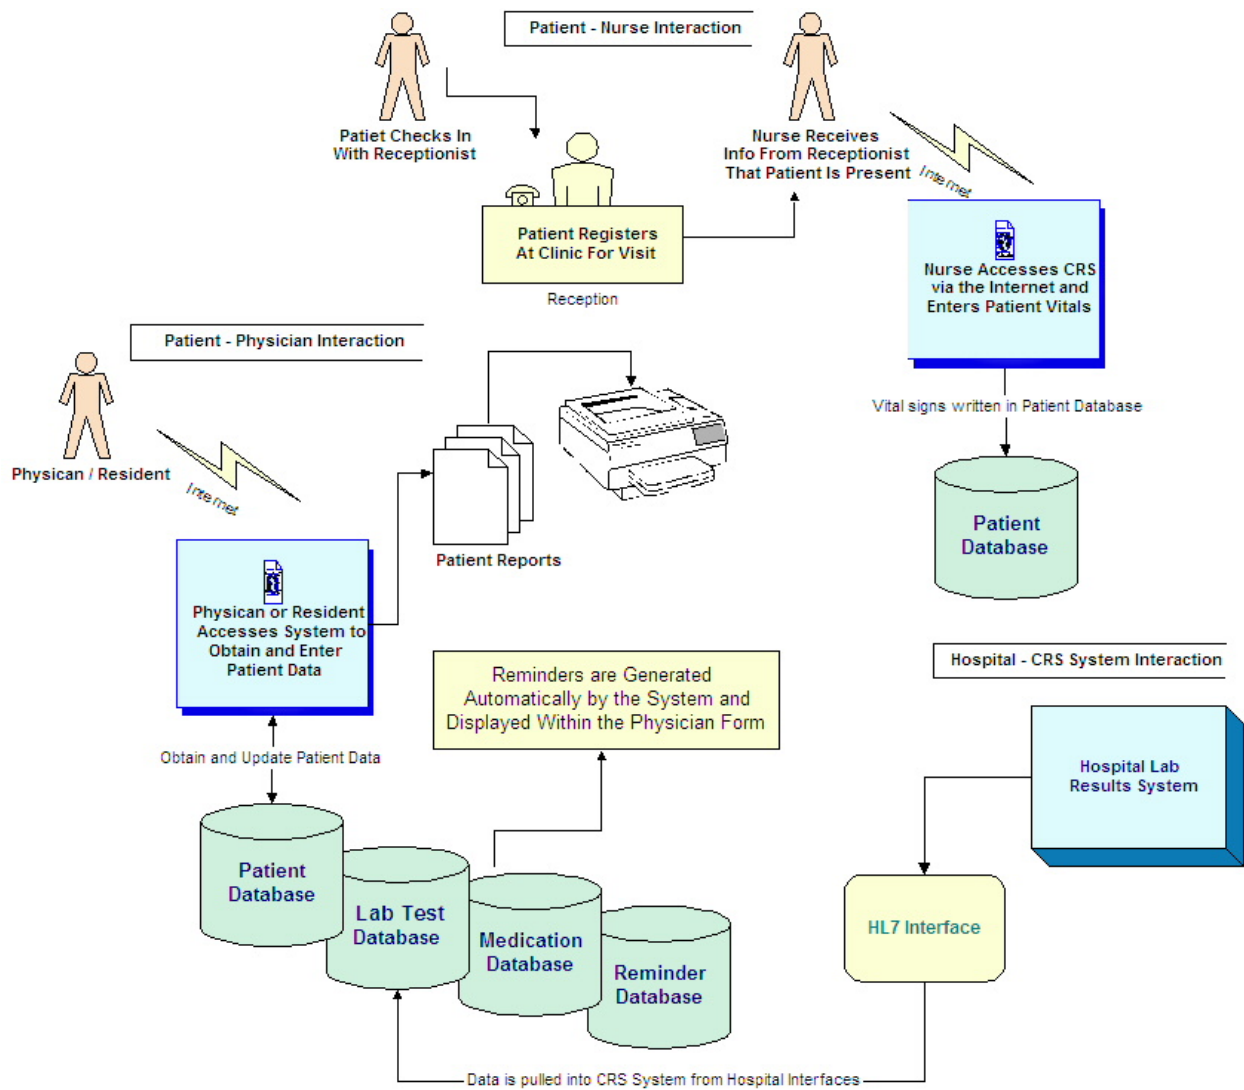 Patient - Nurse Interaction
Patiet Checks In
With Receptionist
Nurse Receives
Info From Receptionist
That Patient Is Present
Internet
Patient Registers
At Clinic For Visit
Reception
Nurse Accesses CRS
via the Internet and
Enters Patient Vitals
Vital signs written in Patient Database
Patient
Database
Patient - Physician Interaction
Physican / Resident
Internet
Patient Reports
Physican or Resident
Accesses System to
Obtain and Enter
Patient Data
Obtain and Update Patient Data
Reminders are Generated
Automatically by the System and
Displayed Within the Physician Form
Patient
Database
Lab Test
Database
Medication
Database
Reminder
Database
Hospital - CRS System Interaction
Hospital Lab
Results System
HL7 Interface
Data is pulled into CRS System from Hospital Interfaces